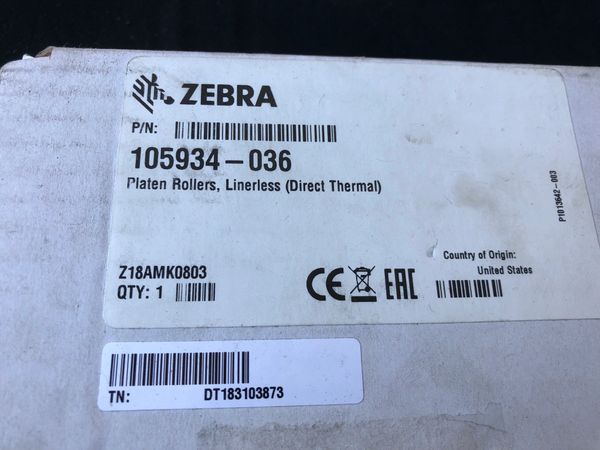 ZEBRA
P/N:
105934-036
Platen Rollers, Linerless (Direct Thermal)
P1013642-003
Z18AMK0803
QTY: 1
CE
EAC
Country of Origin:
United States
TN:
DT183103873